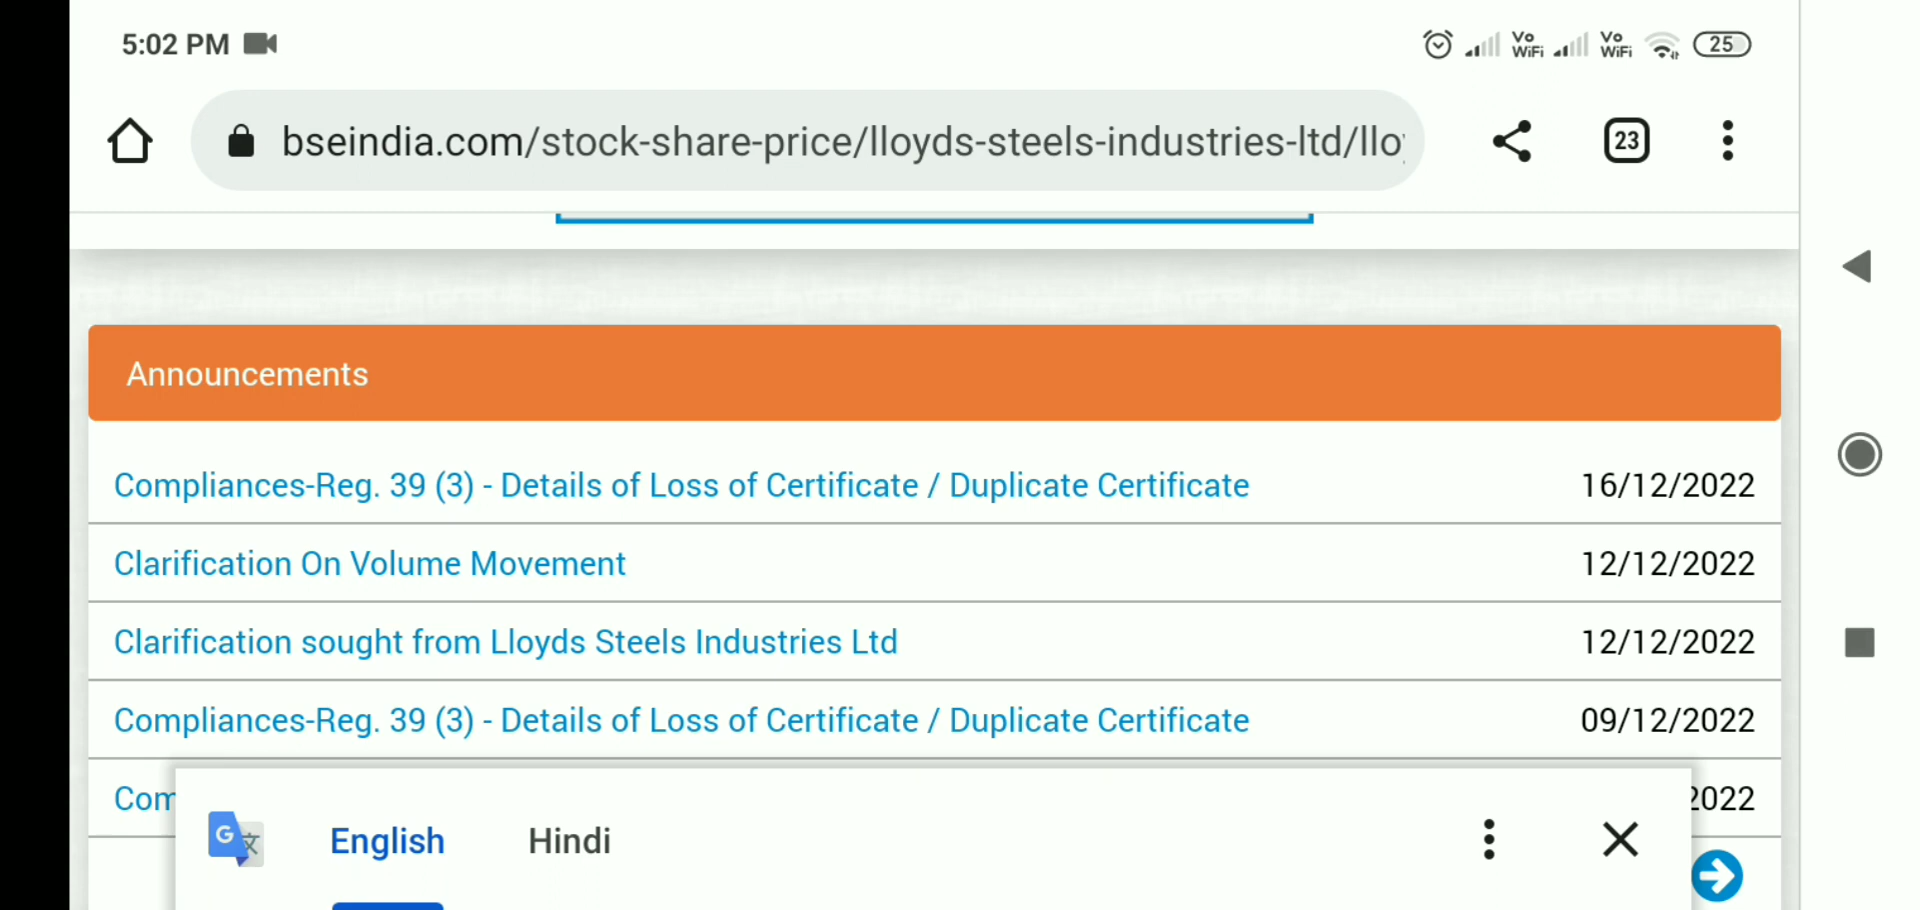 5:02 PM
Vo WiFi Vo WiFi 25
bseindia.com/stock-share-price/lloyds-steels-industries-ltd/llo
23
Announcements
Compliances-Reg. 39 (3) - Details of Loss of Certificate / Duplicate Certificate 16/12/2022
Clarification On Volume Movement 12/12/2022
Clarification sought from Lloyds Steels Industries Ltd 12/12/2022
Compliances-Reg. 39 (3) - Details of Loss of Certificate / Duplicate Certificate 09/12/2022
Com 2022
G 文 English Hindi